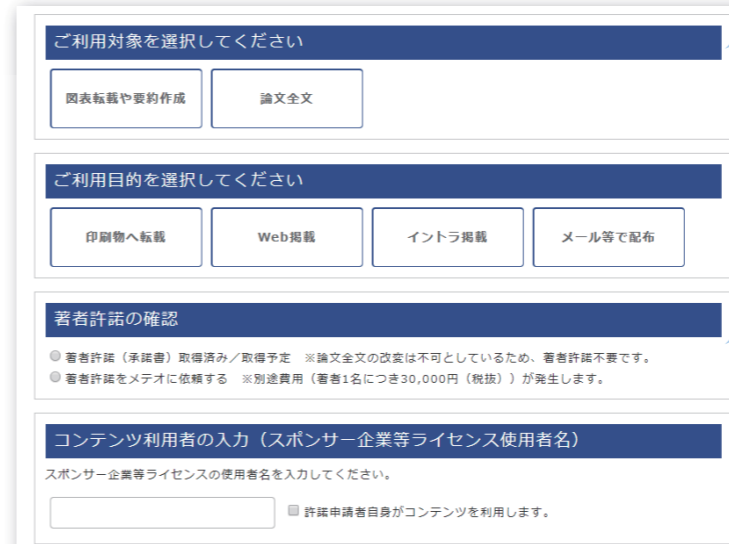 ご利用対象を選択してください
図表転載や要約作成
論文全文
ご利用目的を選択してください
印刷物へ転載
Web掲載
イントラ掲載
メール等で配布
著者許諾の確認
著者許諾（承諾書）取得済み／取得予定　※論文全文の改変は不可としているため、著者許諾不要です。
著者許諾をメテオに依頼する　※別途費用（著者1名につき30,000円（税抜））が発生します。
コンテンツ利用者の入力（スポンサー企業等ライセンス使用者名）
スポンサー企業等ライセンスの使用者名を入力してください。
許諾申請者自身がコンテンツを利用します。